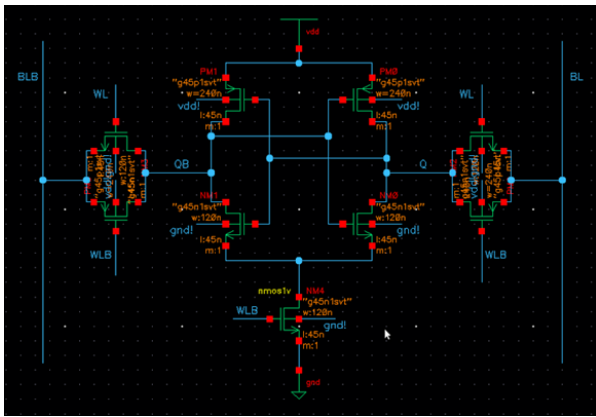 vdd
BLB
BL
PM1
PM0
"g45p1svt"
"g45p1svt"
w=240n
w=240n
WL
WL
vdd!
vdd!
l:45n
l:45n
m:1
m:1
QB
Q
NM3
NM0
"g45n1svt"
"g45n1svt"
w:120n
w:120n
gnd!
gnd!
l:45n
l:45n
m:1
m:1
WLB
WLB
nmos1v
NM4
"g45n1svt"
w:120n
WLB
gnd!
l:45n
m:1
gnd